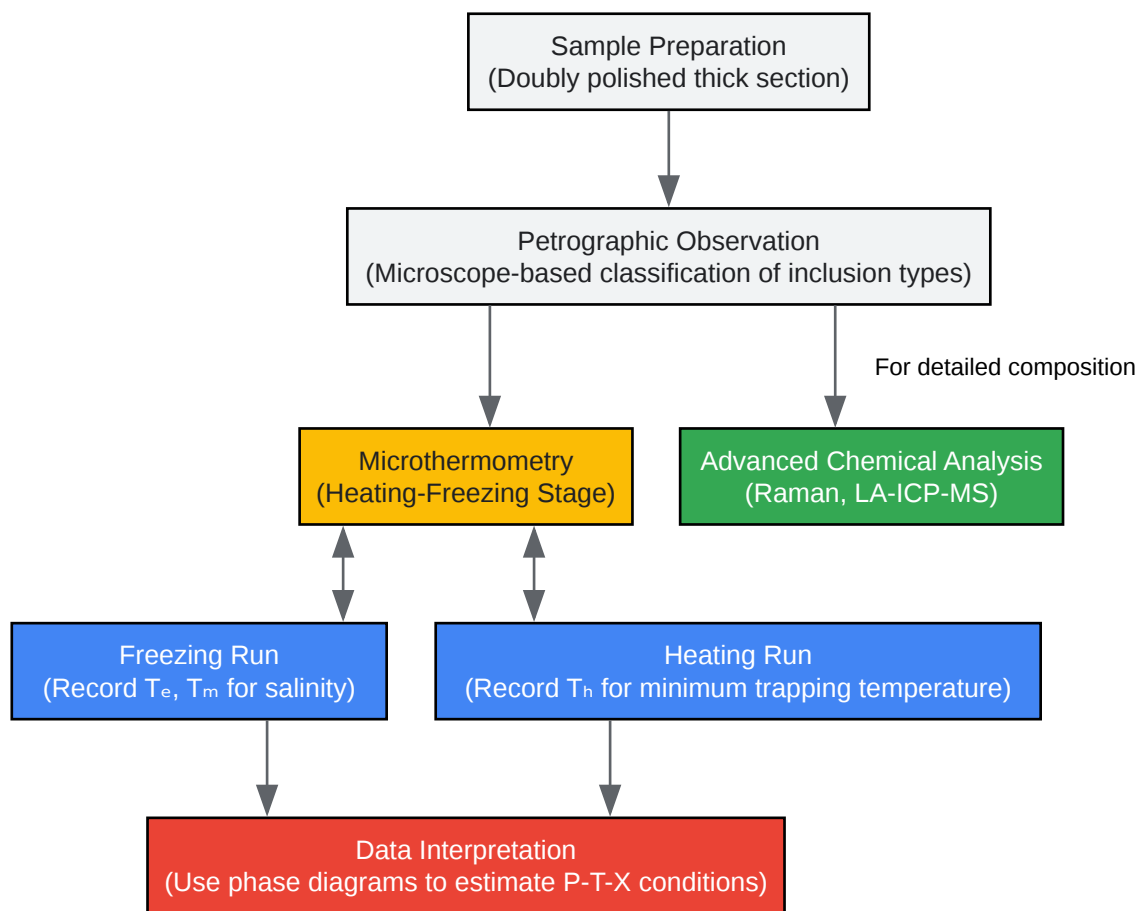 Sample Preparation
(Doubly polished thick section)
Petrographic Observation
(Microscope-based classification of inclusion types)
For detailed composition
Microthermometry
(Heating-Freezing Stage)
Advanced Chemical Analysis
(Raman, LA-ICP-MS)
Freezing Run
(Record Tₑ, Tₘ for salinity)
Heating Run
(Record Tₕ for minimum trapping temperature)
Data Interpretation
(Use phase diagrams to estimate P-T-X conditions)